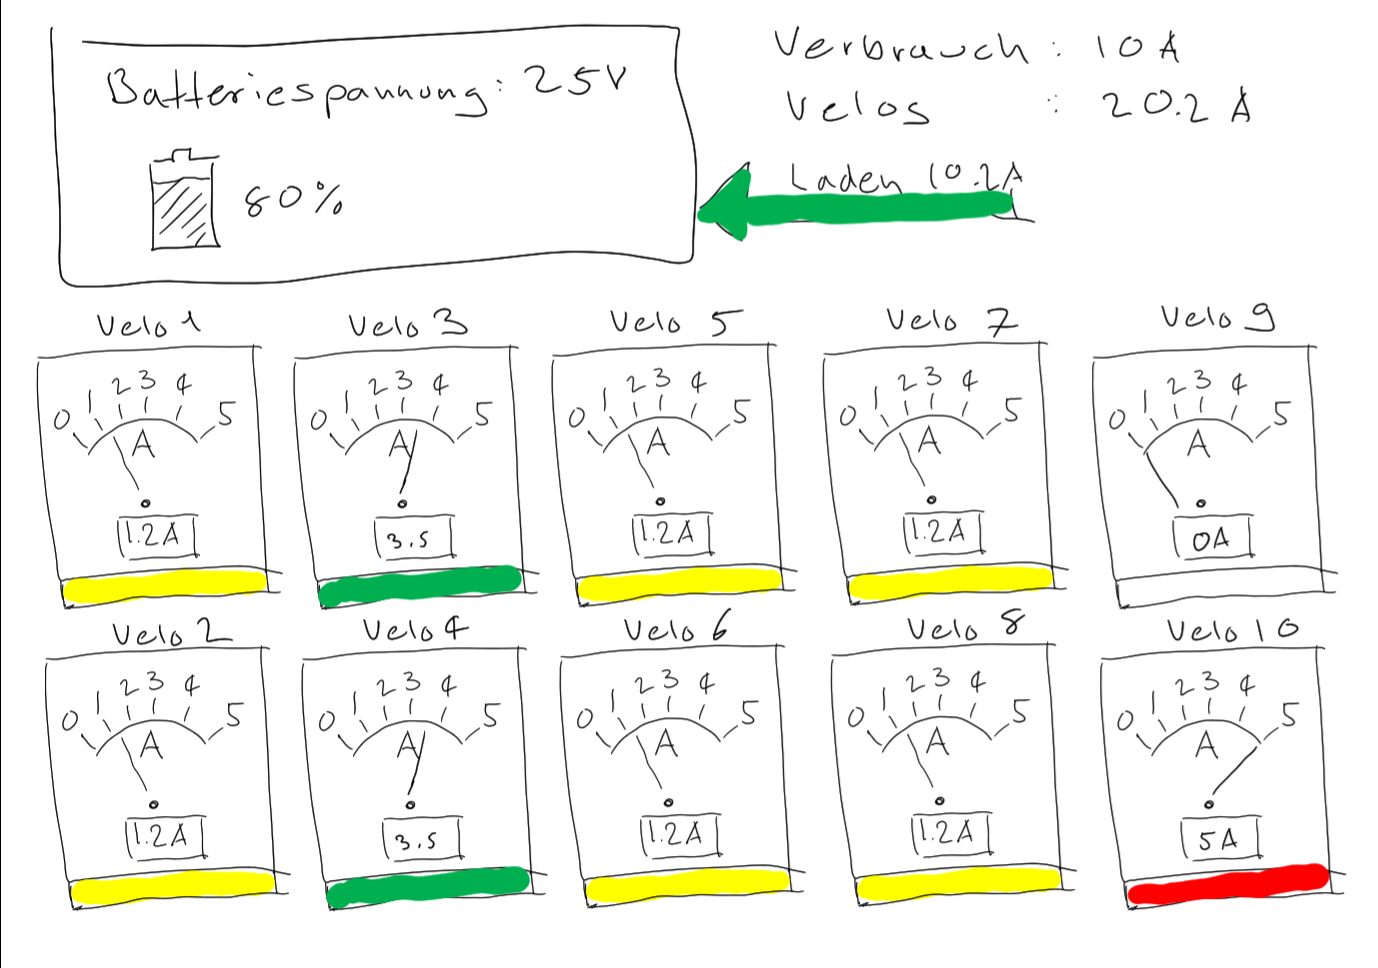 Batteriespannung: 25V
80%
Verbrauch: 10A
Velos : 20.2A
Laden 10.2A
Velo 1
0 1 2 3 4 5
A
1.2A
Velo 3
0 1 2 3 4 5
A
3.5
Velo 5
0 1 2 3 4 5
A
1.2A
Velo 7
0 1 2 3 4 5
A
1.2A
Velo 9
0 1 2 3 4 5
A
0A
Velo 2
0 1 2 3 4 5
A
1.2A
Velo 4
0 1 2 3 4 5
A
3.5
Velo 6
0 1 2 3 4 5
A
1.2A
Velo 8
0 1 2 3 4 5
A
1.2A
Velo 10
0 1 2 3 4 5
A
5A